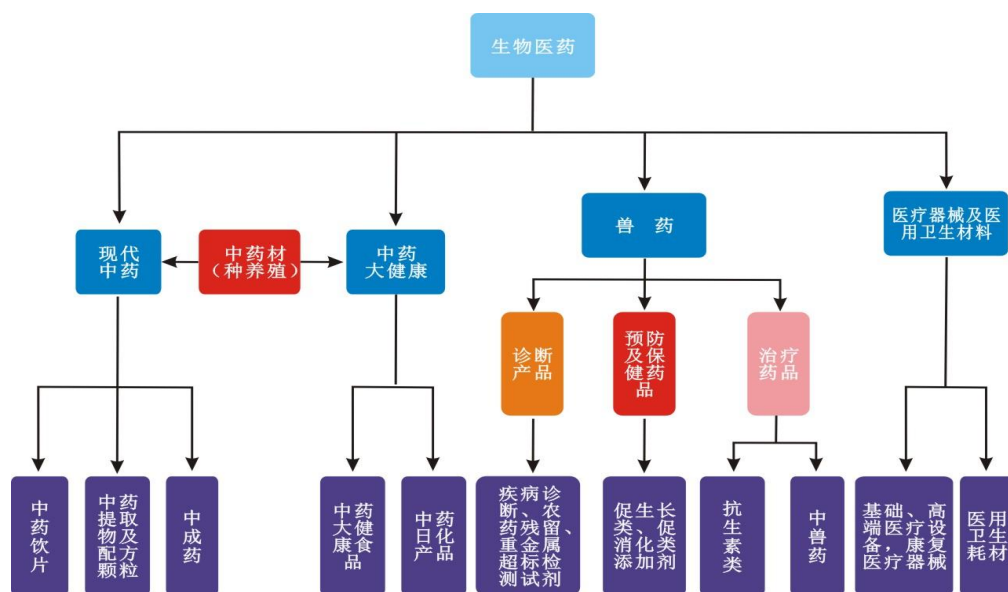 生物医药
现代
中药
中药材
（种养殖）
中药
大健康
兽 药
医疗器械及医
用卫生材料
诊断
产品
预防
及保
健药
品
治疗
药品
中
药
饮
片
中药
提取
物及
配方
颗粒
中
成
药
中药
大健
康食
品
中药
日化
产品
疾病诊
断、农
药残留、
重金属
超标检
测试剂
促生长
类、促
消化类
添加剂
抗
生
素
类
中
兽
药
基础、高
端医疗设
备，康复
医疗器械
医用
卫生
耗材